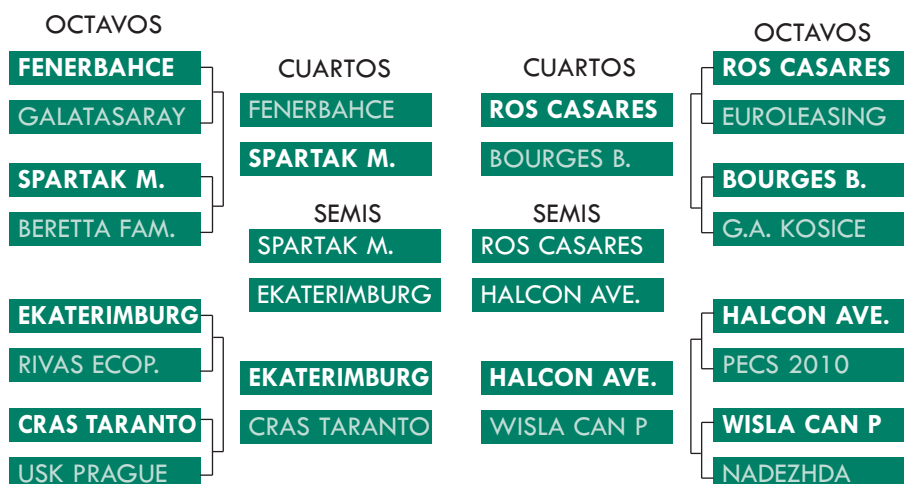 OCTAVOS
FENERBAHCE
GALATASARAY
SPARTAK M.
BERETTA FAM.
EKATERIMBURG
RIVAS ECOP.
CRAS TARANTO
USK PRAGUE
CUARTOS
FENERBAHCE
SPARTAK M.
SEMIS
SPARTAK M.
EKATERIMBURG
EKATERIMBURG
CRAS TARANTO
CUARTOS
ROS CASARES
BOURGES B.
SEMIS
ROS CASARES
HALCON AVE.
HALCON AVE.
WISLA CAN P
OCTAVOS
ROS CASARES
EUROLEASING
BOURGES B.
G.A. KOSICE
HALCON AVE.
PECS 2010
WISLA CAN P
NADEZHDA